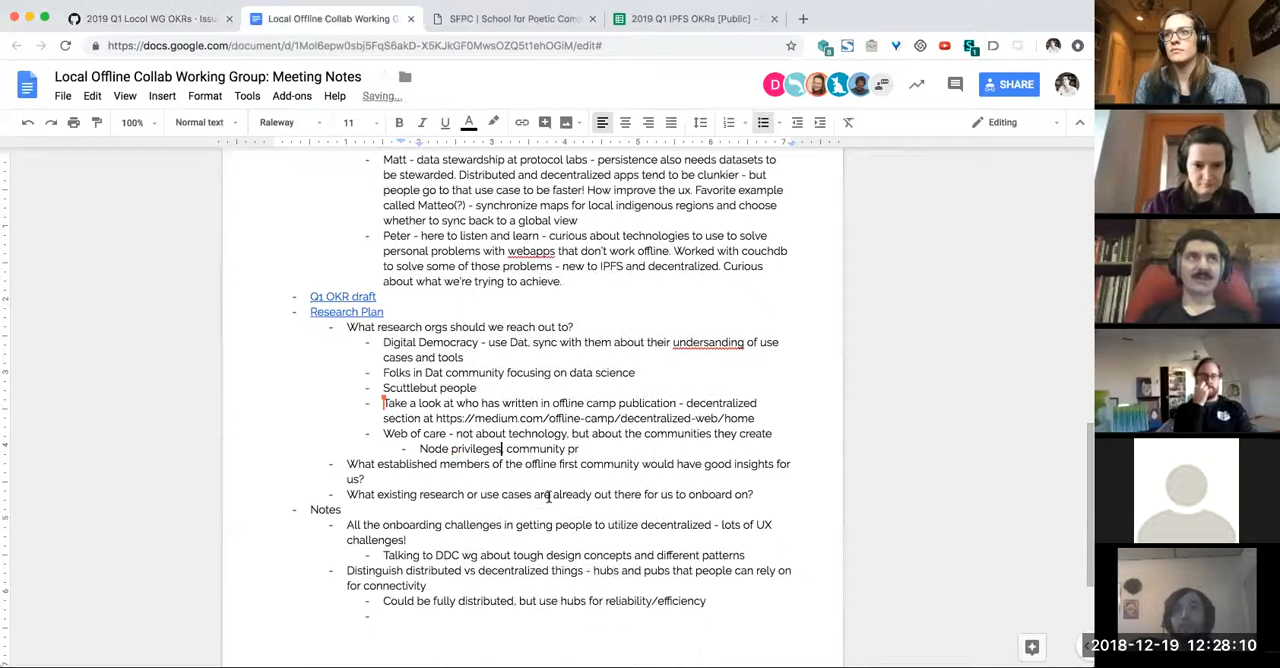 2019 Q1 Locol WG OKRs · Issu
Local Offline Collab Working G
SFPC | School for Poetic Comp
2019 Q1 IPFS OKRs [Public] -
https://docs.google.com/document/d/1Mol6epw0sbj5FqS6akD-X5KJkGF0MwsOZQ5t1ehOGiM/edit#
Local Offline Collab Working Group: Meeting Notes
File Edit View Insert Format Tools Add-ons Help Saving...
D
SHARE
100% Normal text Raleway 11 B I U A Editing
1 2 3 4 5 6 7
- Matt - data stewardship at protocol labs - persistence also needs datasets to
be stewarded. Distributed and decentralized apps tend to be clunkier - but
people go to that use case to be faster! How improve the ux. Favorite example
called Matteo(?) - synchronize maps for local indigenous regions and choose
whether to sync back to a global view
- Peter - here to listen and learn - curious about technologies to use to solve
personal problems with webapps that don't work offline. Worked with couchdb
to solve some of those problems - new to IPFS and decentralized. Curious
about what we're trying to achieve.
- Q1 OKR draft
- Research Plan
- What research orgs should we reach out to?
- Digital Democracy - use Dat, sync with them about their undersanding of use
cases and tools
- Folks in Dat community focusing on data science
- Scuttlebut people
- Take a look at who has written in offline camp publication - decentralized
section at https://medium.com/offline-camp/decentralized-web/home
- Web of care - not about technology, but about the communities they create
- Node privileges community pr
- What established members of the offline first community would have good insights for
us?
- What existing research or use cases are already out there for us to onboard on?
- Notes
- All the onboarding challenges in getting people to utilize decentralized - lots of UX
challenges!
- Talking to DDC wg about tough design concepts and different patterns
- Distinguish distributed vs decentralized things - hubs and pubs that people can rely on
for connectivity
- Could be fully distributed, but use hubs for reliability/efficiency
-
2018-12-19 12:28:10